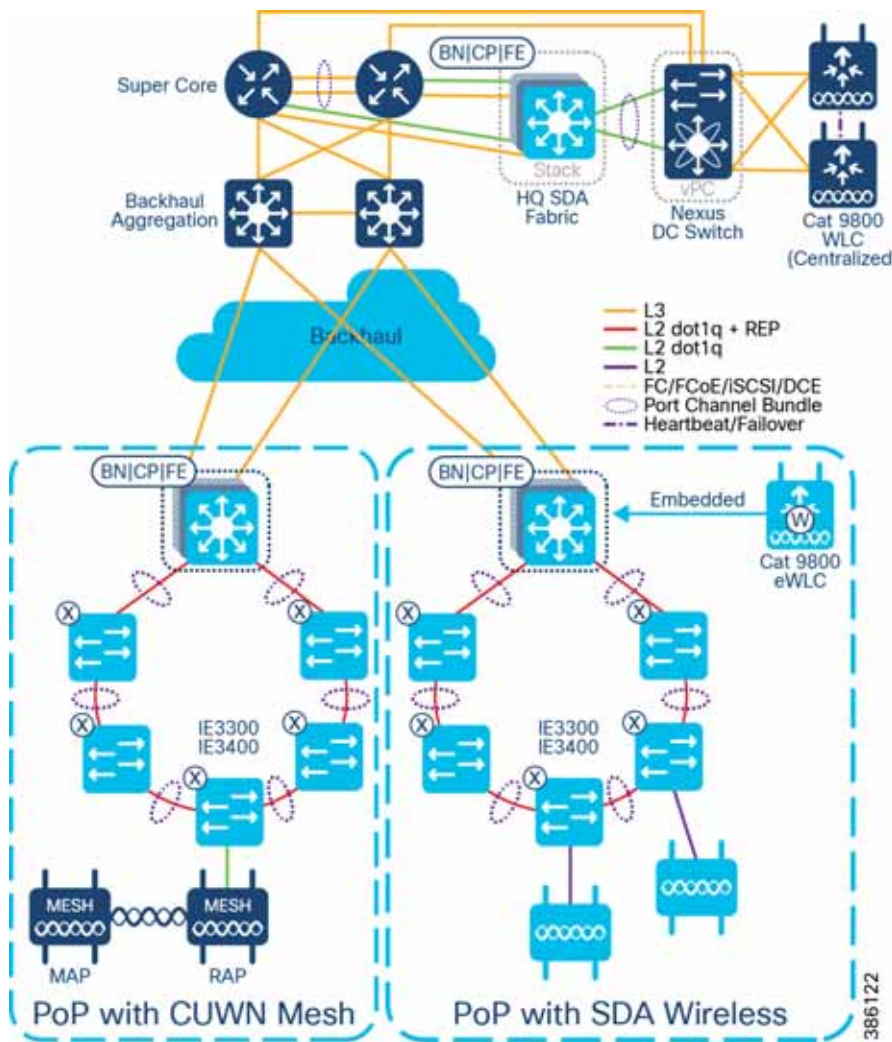 BN|CP|FE
Super Core
Stack
vPC
Backhaul
Aggregation
HQ SDA
Fabric
Nexus
DC Switch
Cat 9800
WLC
(Centralized
Backhaul
L3
L2 dot1q + REP
L2 dot1q
L2
FC/FCoE/iSCSI/DCE
Port Channel Bundle
Heartbeat/Failover
BN|CP|FE
BN|CP|FE
Embedded
W
Cat 9800
eWLC
X
X
X
X
X
X
X
X
IE3300
IE3400
IE3300
IE3400
X
X
MESH
MESH
MAP
RAP
PoP with CUWN Mesh
PoP with SDA Wireless
386122